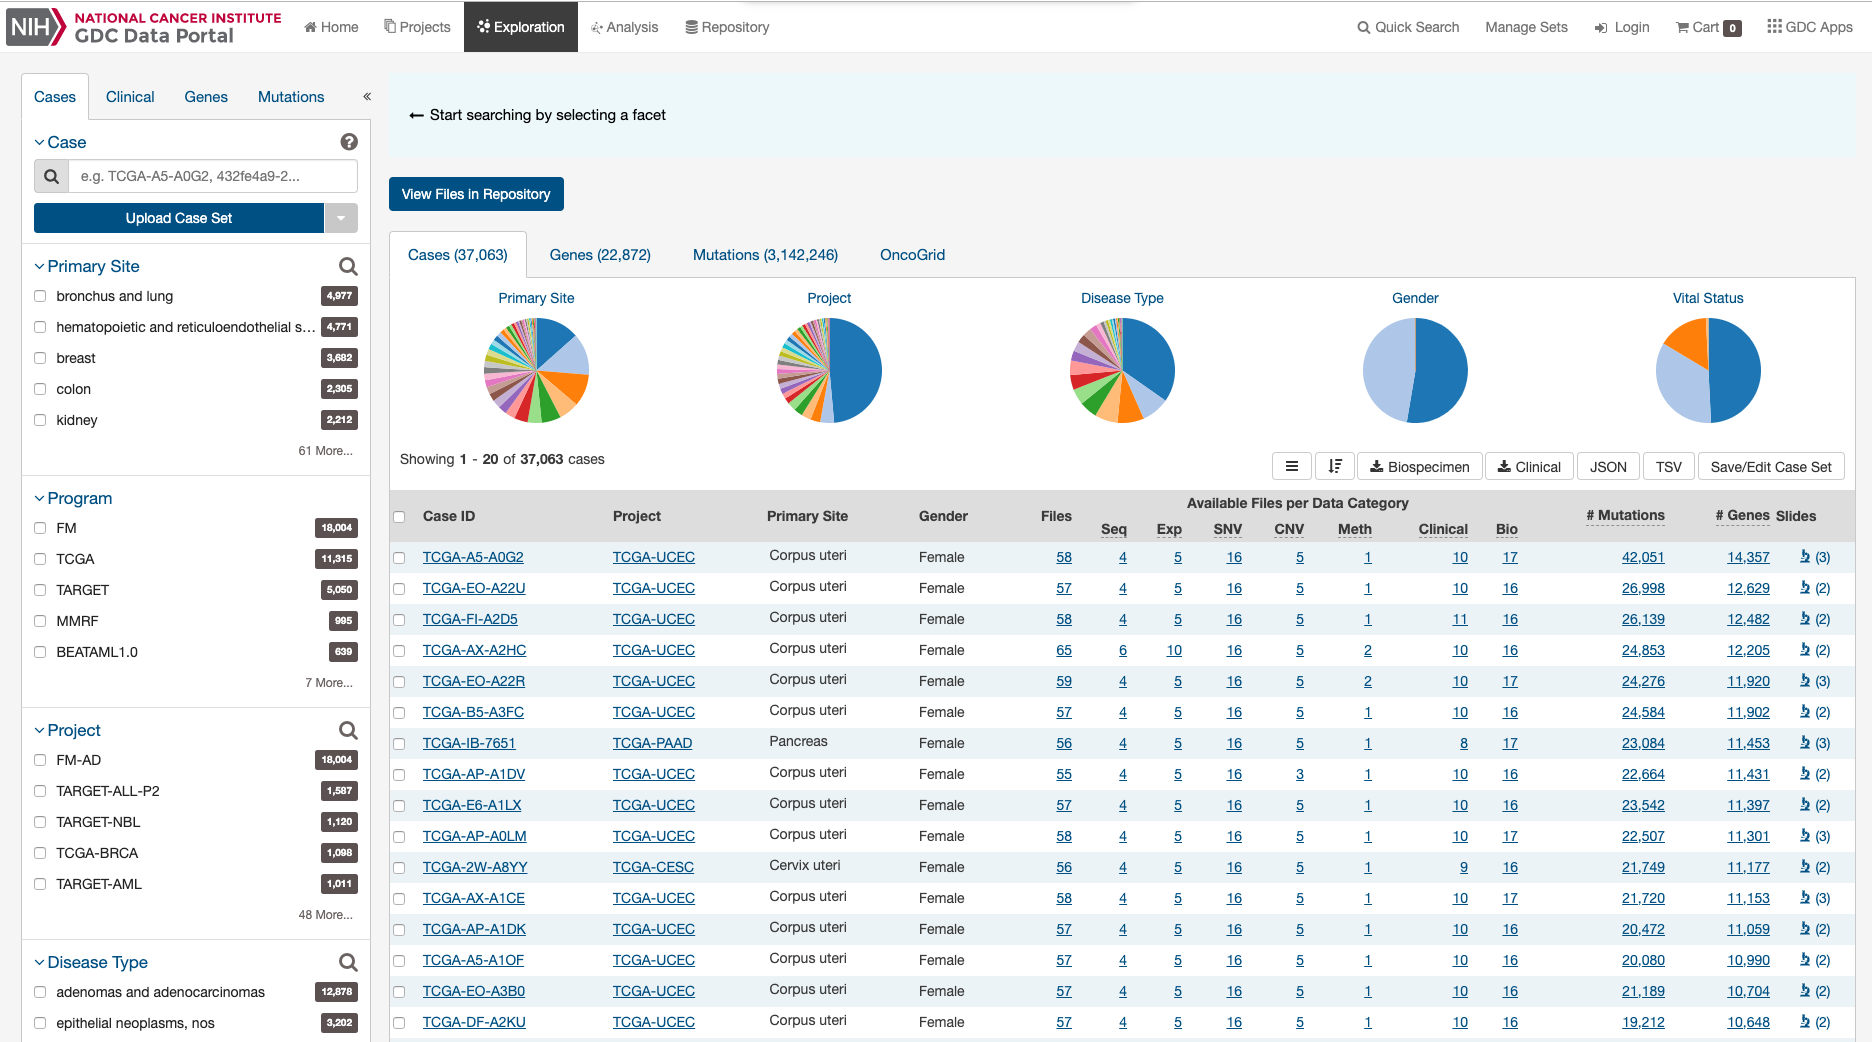 NIH NATIONAL CANCER INSTITUTE
GDC Data Portal
Home Projects Exploration Analysis Repository Quick Search Manage Sets Login Cart 0 GDC Apps
Cases Clinical Genes Mutations «
Case ?
e.g. TCGA-A5-A0G2, 432fe4a9-2...
Upload Case Set
Primary Site
bronchus and lung 4,977
hematopoietic and reticuloendothelial s... 4,771
breast 3,682
colon 2,305
kidney 2,212
61 More...
Program
FM 18,004
TCGA 11,315
TARGET 5,050
MMRF 995
BEATAML1.0 639
7 More...
Project
FM-AD 18,004
TARGET-ALL-P2 1,587
TARGET-NBL 1,120
TCGA-BRCA 1,098
TARGET-AML 1,011
48 More...
Disease Type
adenomas and adenocarcinomas 12,878
epithelial neoplasms, nos 3,202
← Start searching by selecting a facet
View Files in Repository
Cases (37,063) Genes (22,872) Mutations (3,142,246) OncoGrid
Primary Site Project Disease Type Gender Vital Status
Showing 1 - 20 of 37,063 cases
Biospecimen Clinical JSON TSV Save/Edit Case Set
Available Files per Data Category
Case ID Project Primary Site Gender Files Seq Exp SNV CNV Meth Clinical Bio # Mutations # Genes Slides
TCGA-A5-A0G2 TCGA-UCEC Corpus uteri Female 58 4 5 16 5 1 10 17 42,051 14,357 (3)
TCGA-EO-A22U TCGA-UCEC Corpus uteri Female 57 4 5 16 5 1 10 16 26,998 12,629 (2)
TCGA-FI-A2D5 TCGA-UCEC Corpus uteri Female 58 4 5 16 5 1 11 16 26,139 12,482 (2)
TCGA-AX-A2HC TCGA-UCEC Corpus uteri Female 65 6 10 16 5 2 10 16 24,853 12,205 (2)
TCGA-EO-A22R TCGA-UCEC Corpus uteri Female 59 4 5 16 5 2 10 17 24,276 11,920 (3)
TCGA-B5-A3FC TCGA-UCEC Corpus uteri Female 57 4 5 16 5 1 10 16 24,584 11,902 (2)
TCGA-IB-7651 TCGA-PAAD Pancreas Female 56 4 5 16 5 1 8 17 23,084 11,453 (3)
TCGA-AP-A1DV TCGA-UCEC Corpus uteri Female 55 4 5 16 3 1 10 16 22,664 11,431 (2)
TCGA-E6-A1LX TCGA-UCEC Corpus uteri Female 57 4 5 16 5 1 10 16 23,542 11,397 (2)
TCGA-AP-A0LM TCGA-UCEC Corpus uteri Female 58 4 5 16 5 1 10 17 22,507 11,301 (3)
TCGA-2W-A8YY TCGA-CESC Cervix uteri Female 56 4 5 16 5 1 9 16 21,749 11,177 (2)
TCGA-AX-A1CE TCGA-UCEC Corpus uteri Female 58 4 5 16 5 1 10 17 21,720 11,153 (3)
TCGA-AP-A1DK TCGA-UCEC Corpus uteri Female 57 4 5 16 5 1 10 16 20,472 11,059 (2)
TCGA-A5-A1OF TCGA-UCEC Corpus uteri Female 57 4 5 16 5 1 10 16 20,080 10,990 (2)
TCGA-EO-A3B0 TCGA-UCEC Corpus uteri Female 57 4 5 16 5 1 10 16 21,189 10,704 (2)
TCGA-DF-A2KU TCGA-UCEC Corpus uteri Female 57 4 5 16 5 1 10 16 19,212 10,648 (2)